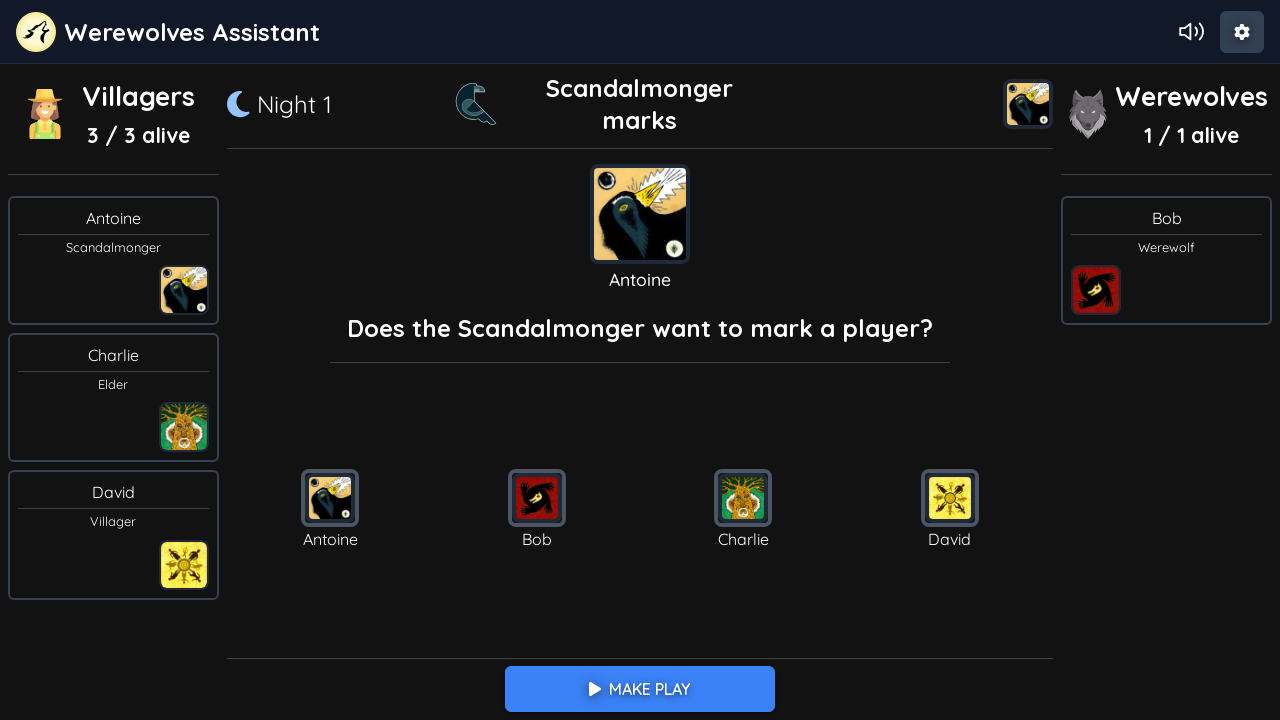 Werewolves Assistant
Villagers
3 / 3 alive
Antoine
Scandalmonger
Charlie
Elder
David
Villager
Night 1
Scandalmonger
marks
Antoine
Does the Scandalmonger want to mark a player?
Antoine
Bob
Charlie
David
MAKE PLAY
Werewolves
1 / 1 alive
Bob
Werewolf